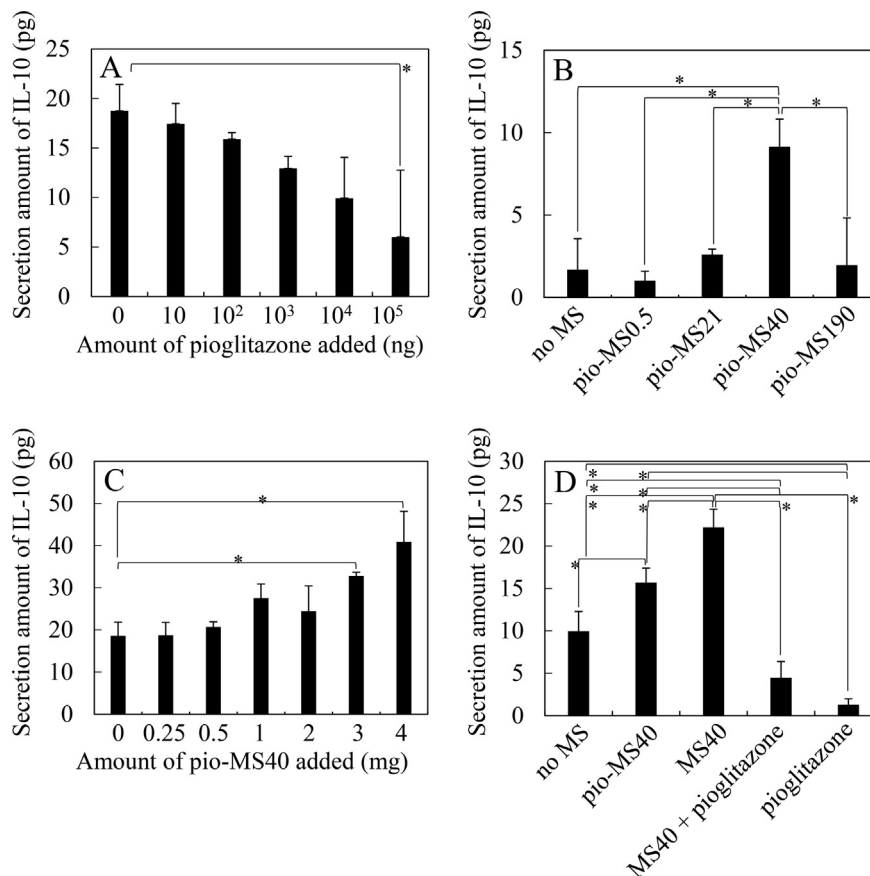 Secretion amount of IL-10 (pg)
25
20
15
10
5
0
A
*
0 10 10² 10³ 10⁴ 10⁵
Amount of pioglitazone added (ng)
Secretion amount of IL-10 (pg)
15
10
5
0
B
*
*
* *
no MS
pio-MS0.5
pio-MS21
pio-MS40
pio-MS190
Secretion amount of IL-10 (pg)
60
50
40
30
20
10
0
C
*
*
0 0.25 0.5 1 2 3 4
Amount of pio-MS40 added (mg)
Secretion amount of IL-10 (pg)
30
25
20
15
10
5
0
D
* *
* *
* * * *
*
no MS
pio-MS40
MS40
MS40 + pioglitazone
pioglitazone